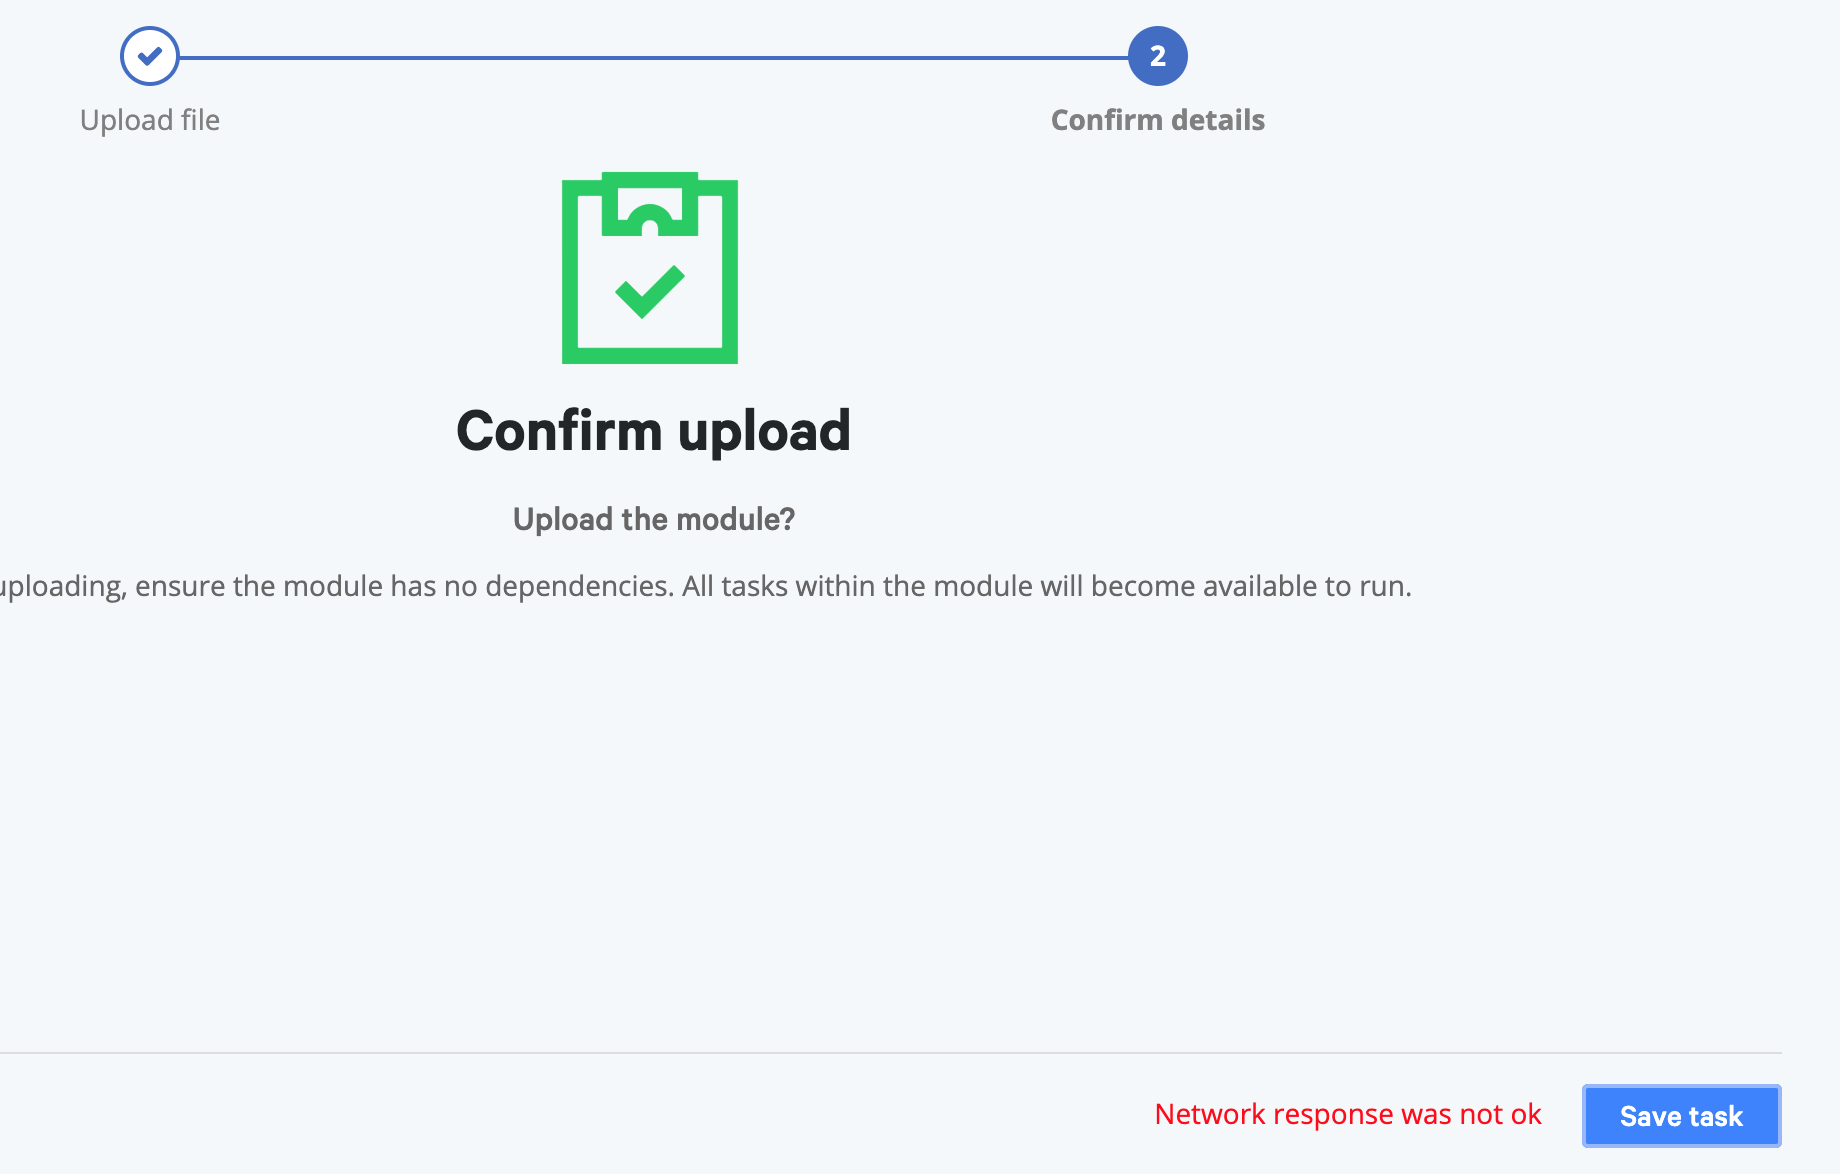 2
Upload file
Confirm details
Confirm upload
Upload the module?
uploading, ensure the module has no dependencies. All tasks within the module will become available to run.
Network response was not ok
Save task